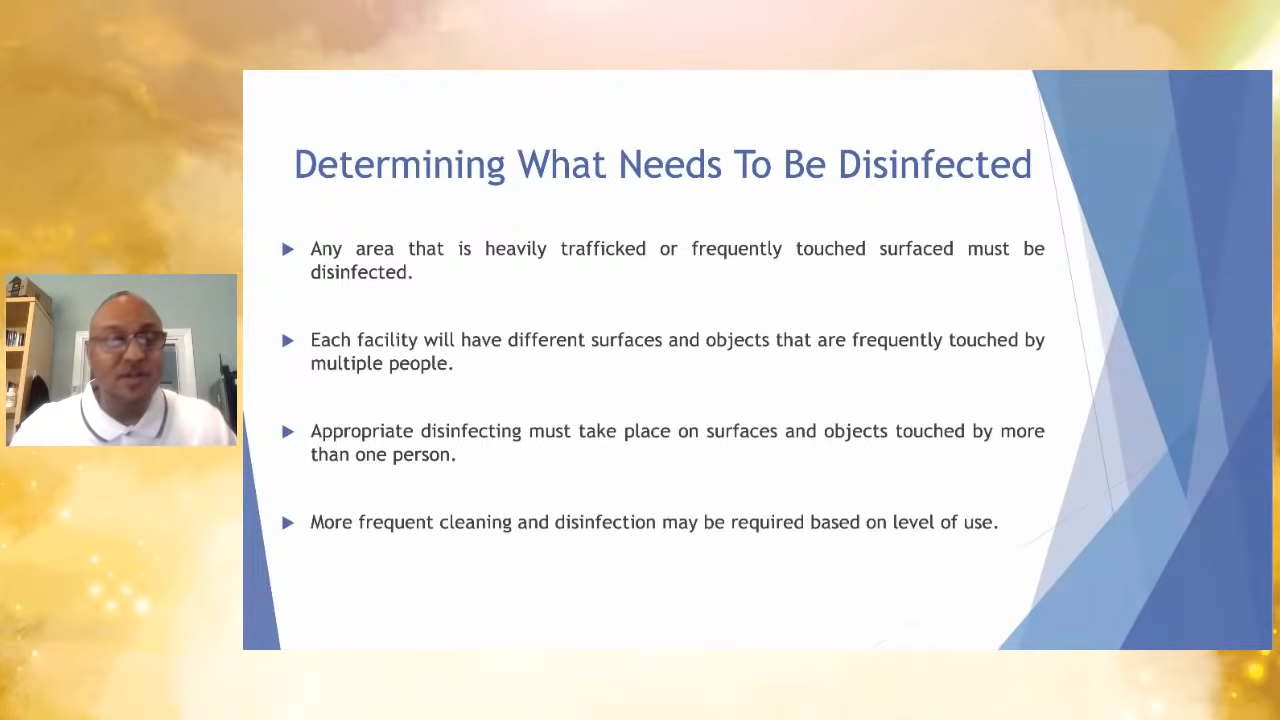 Determining What Needs To Be Disinfected
Any area that is heavily trafficked or frequently touched surfaced must be
disinfected.
Each facility will have different surfaces and objects that are frequently touched by
multiple people.
Appropriate disinfecting must take place on surfaces and objects touched by more
than one person.
More frequent cleaning and disinfection may be required based on level of use.